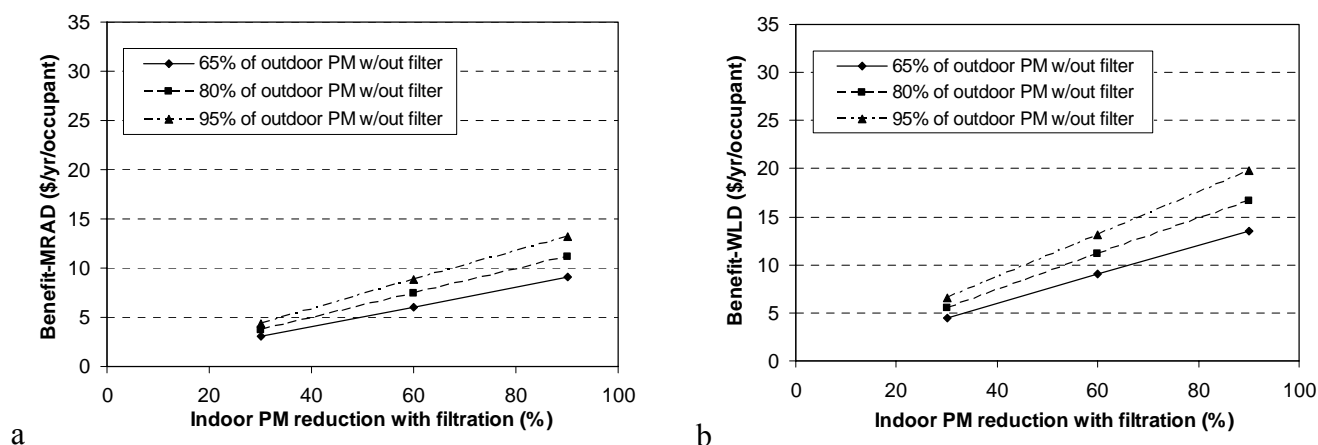 35
30
25
20
15
10
5
0
Benefit-MRAD ($/yr/occupant)
65% of outdoor PM w/out filter
80% of outdoor PM w/out filter
95% of outdoor PM w/out filter
0 20 40 60 80 100
Indoor PM reduction with filtration (%)
a
35
30
25
20
15
10
5
0
Benefit-WLD ($/yr/occupant)
65% of outdoor PM w/out filter
80% of outdoor PM w/out filter
95% of outdoor PM w/out filter
0 20 40 60 80 100
Indoor PM reduction with filtration (%)
b